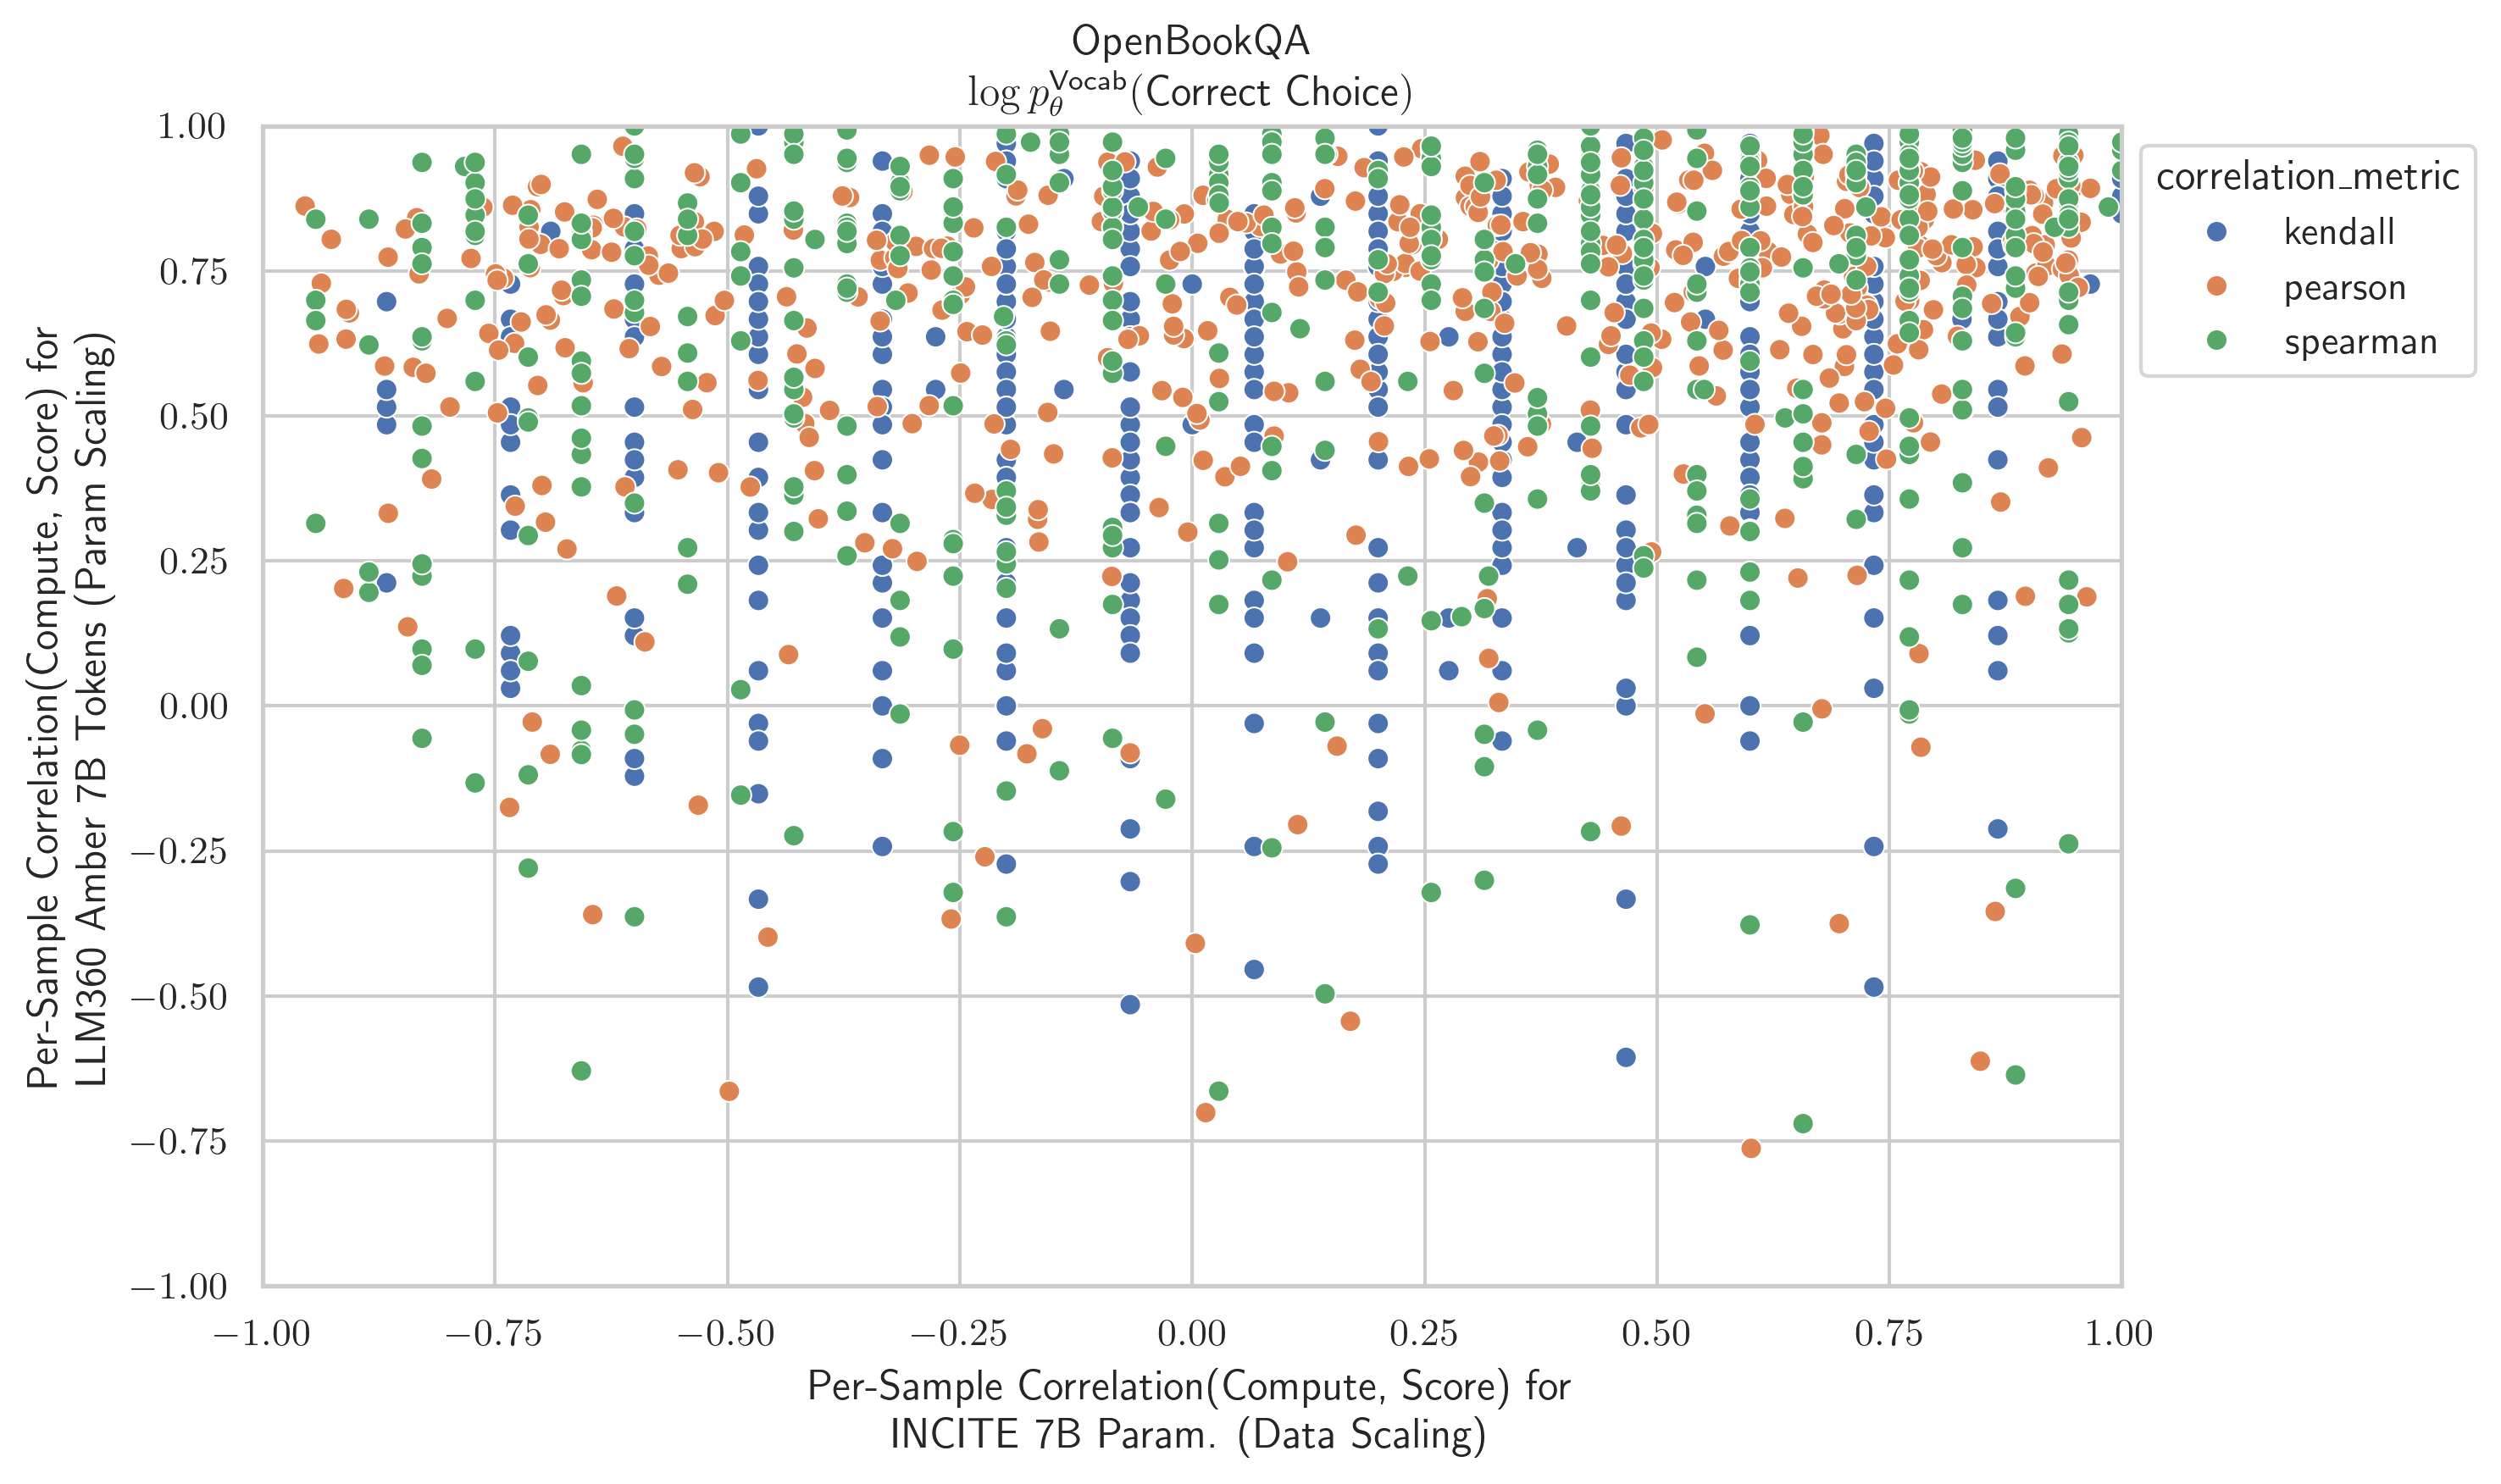 OpenBookQA
log p_θ^Vocab(Correct Choice)
1.00
0.75
0.50
0.25
0.00
−0.25
−0.50
−0.75
−1.00
Per-Sample Correlation(Compute, Score) for
LLM360 Amber 7B Tokens (Param Scaling)
−1.00 −0.75 −0.50 −0.25 0.00 0.25 0.50 0.75 1.00
Per-Sample Correlation(Compute, Score) for
INCITE 7B Param. (Data Scaling)
correlation_metric
kendall
pearson
spearman